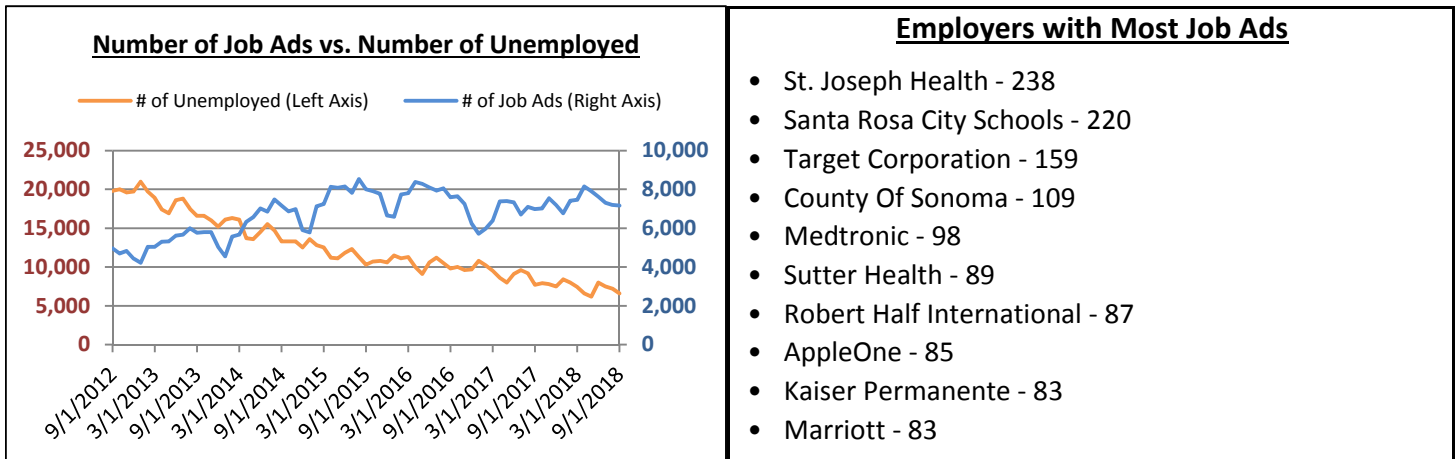 Number of Job Ads vs. Number of Unemployed
# of Unemployed (Left Axis) # of Job Ads (Right Axis)
25,000
20,000
15,000
10,000
5,000
0
10,000
8,000
6,000
4,000
2,000
0
9/1/2012
3/1/2013
9/1/2013
3/1/2014
9/1/2014
3/1/2015
9/1/2015
3/1/2016
9/1/2016
3/1/2017
9/1/2017
3/1/2018
9/1/2018
Employers with Most Job Ads
• St. Joseph Health - 238
• Santa Rosa City Schools - 220
• Target Corporation - 159
• County Of Sonoma - 109
• Medtronic - 98
• Sutter Health - 89
• Robert Half International - 87
• AppleOne - 85
• Kaiser Permanente - 83
• Marriott - 83